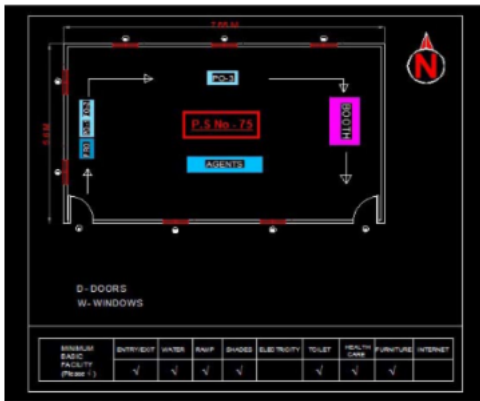 N
PO-3
BOOTH
P.S No - 75
AGENTS
D- DOORS
W- WINDOWS
MINIMUM BASIC FACILITY (Please √) ENTRY/EXIT WATER RAMP SHADES ELECTRICITY TOILET HEALTH CARE FURNITURE INTERNET
√ √ √ √ √ √ √